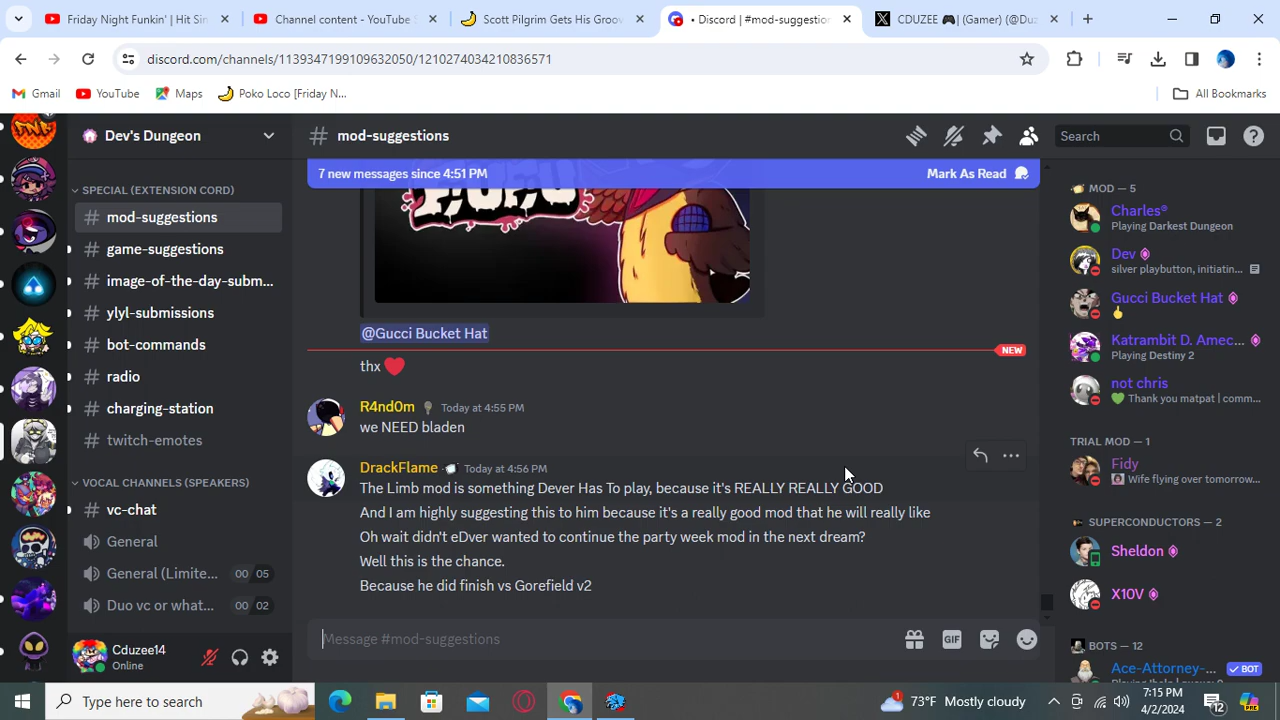 Friday Night Funkin' | Hit Sin
Channel content - YouTube S
Scott Pilgrim Gets His Groov
• Discord | #mod-suggestion
CDUZEE 🎮| (Gamer) (@Duz
discord.com/channels/1139347199109632050/1210274034210836571
Gmail
YouTube
Maps
Poko Loco [Friday N...
All Bookmarks
Dev's Dungeon
mod-suggestions
Search
7 new messages since 4:51 PM
Mark As Read
SPECIAL (EXTENSION CORD)
mod-suggestions
game-suggestions
image-of-the-day-subm...
ylyl-submissions
bot-commands
radio
charging-station
twitch-emotes
VOCAL CHANNELS (SPEAKERS)
vc-chat
General
General (Limite... 00 05
Duo vc or what... 00 02
Cduzee14
Online
@Gucci Bucket Hat
NEW
thx ❤️
R4nd0m Today at 4:55 PM
we NEED bladen
DrackFlame Today at 4:56 PM
The Limb mod is something Dever Has To play, because it's REALLY REALLY GOOD
And I am highly suggesting this to him because it's a really good mod that he will really like
Oh wait didn't eDver wanted to continue the party week mod in the next dream?
Well this is the chance.
Because he did finish vs Gorefield v2
Message #mod-suggestions
GIF
MOD — 5
Charles®
Playing Darkest Dungeon
Dev
silver playbutton, initiatin...
Gucci Bucket Hat
Katrambit D. Amec...
Playing Destiny 2
not chris
Thank you matpat | comm...
TRIAL MOD — 1
Fidy
Wife flying over tomorrow...
SUPERCONDUCTORS — 2
Sheldon
X10V
BOTS — 12
Ace-Attorney-... BOT
Type here to search
1
73°F Mostly cloudy
7:15 PM
4/2/2024
12
PRE